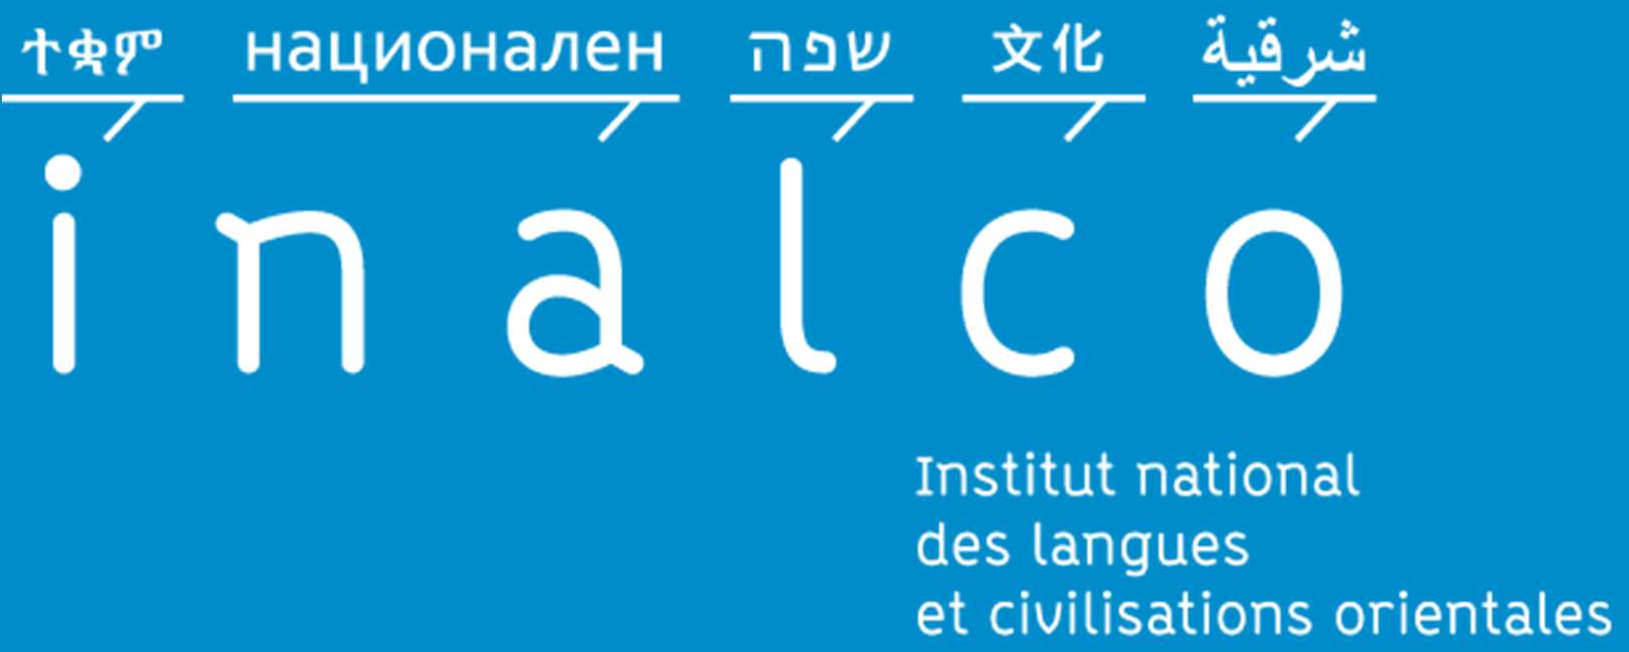 ተቋም национален שפה 文化 شرقية
inalco
Institut national
des langues
et civilisations orientales